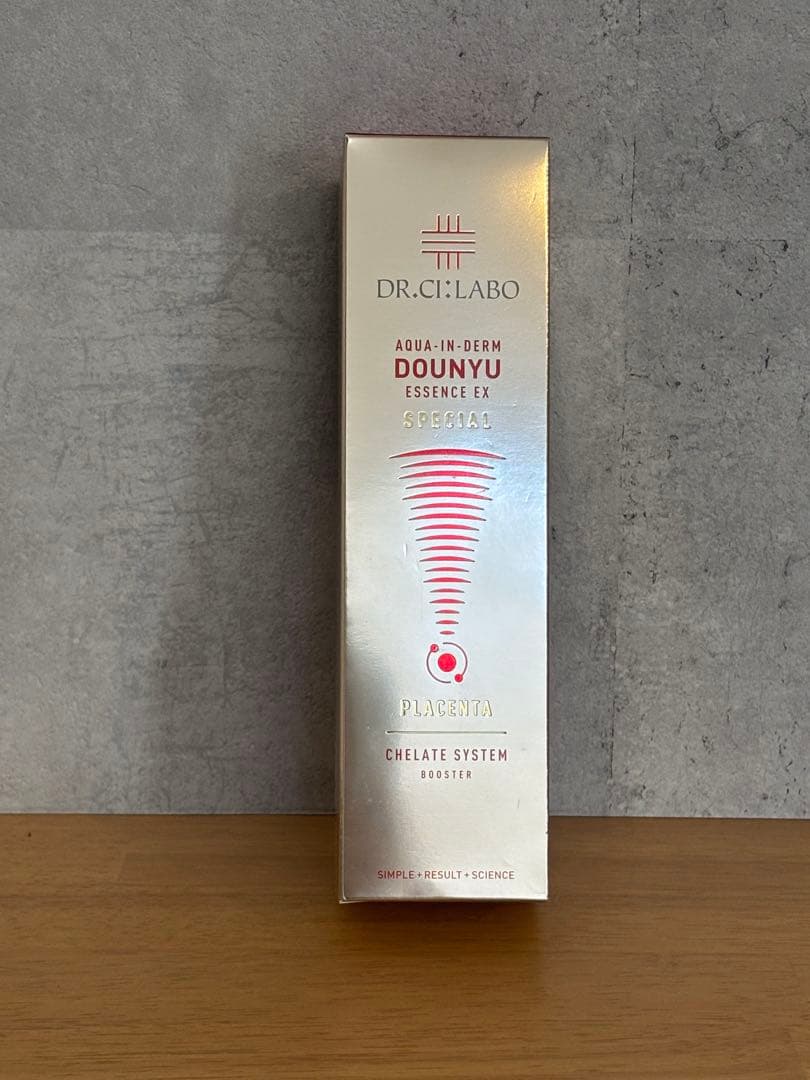 DR.CI:LABO
AQUA-IN-DERM
DOUNYU
ESSENCE EX
SPECIAL
PLACENTA
CHELATE SYSTEM
BOOSTER
SIMPLE+RESULT+SCIENCE